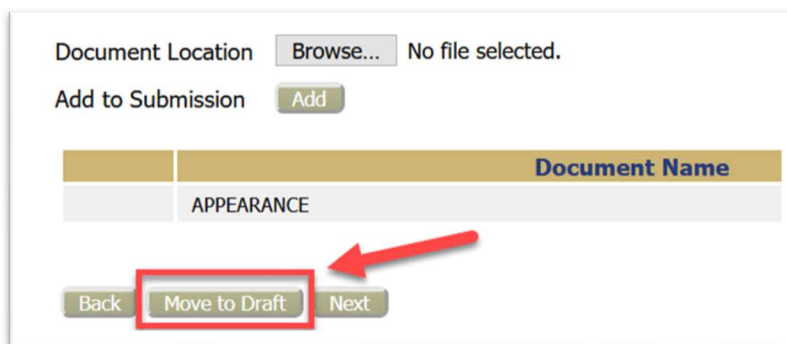 Document Location Browse... No file selected.
Add to Submission Add
Document Name
APPEARANCE
Back Move to Draft Next